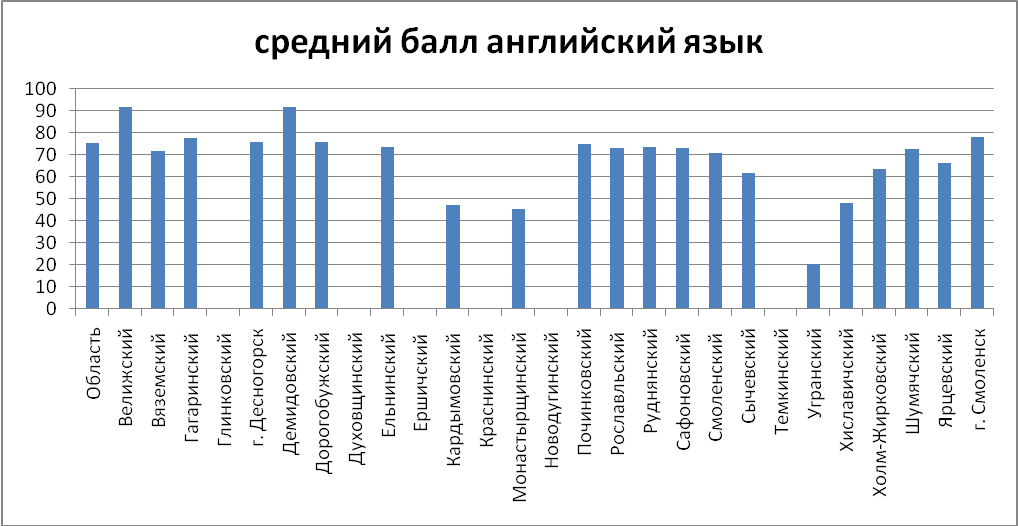 средний балл английский язык
100
90
80
70
60
50
40
30
20
10
0
Область
Велижский
Вяземский
Гагаринский
Глинковский
г. Десногорск
Демидовский
Дорогобужский
Духовщинский
Ельнинский
Ершичский
Кардымовский
Краснинский
Монастырщинский
Новодугинский
Починковский
Рославльский
Руднянский
Сафоновский
Смоленский
Сычевский
Темкинский
Угранский
Хиславичский
Холм-Жирковский
Шумячский
Ярцевский
г. Смоленск